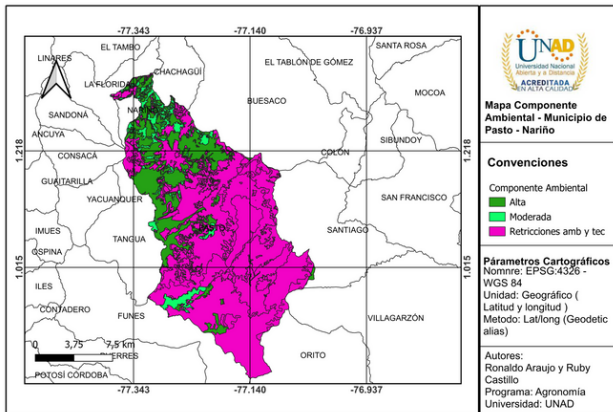 -77.343 -77.140 -76.937
EL TAMBO
SANTA ROSA
LINARES
CHACHAGÜÍ
EL TABLÓN DE GÓMEZ
LA FLORIDA
MOCOA
BUESACO
SANDONÁ
NARIÑO
ANCUYA
1.218 1.218
CONSACÁ
COLÓN
SIBUNDOY
GUAITARILLA
YACUANQUER
SAN FRANCISCO
IMUES
PASTO
SANTIAGO
TANGUA
OSPINA
1.015 1.015
ILES
CONTADERO
FUNES
VILLAGARZÓN
0 3,75 7,5 km
ORITO
POTOSÍ CÓRDOBA
-77.343 -77.140 -76.937
UNAD
Universidad Nacional
Abierta y a Distancia
ACREDITADA
EN ALTA CALIDAD
Mapa Componente
Ambiental - Municipio de
Pasto - Nariño
Convenciones
Componente Ambiental
Alta
Moderada
Retricciones amb y tec
Párametros Cartográficos
Nomnre: EPSG:4326 -
WGS 84
Unidad: Geográfico (
Latitud y longitud )
Metodo: Lat/long (Geodetic
alias)
Autores:
Ronaldo Araujo y Ruby
Castillo
Programa: Agronomía
Universidad: UNAD